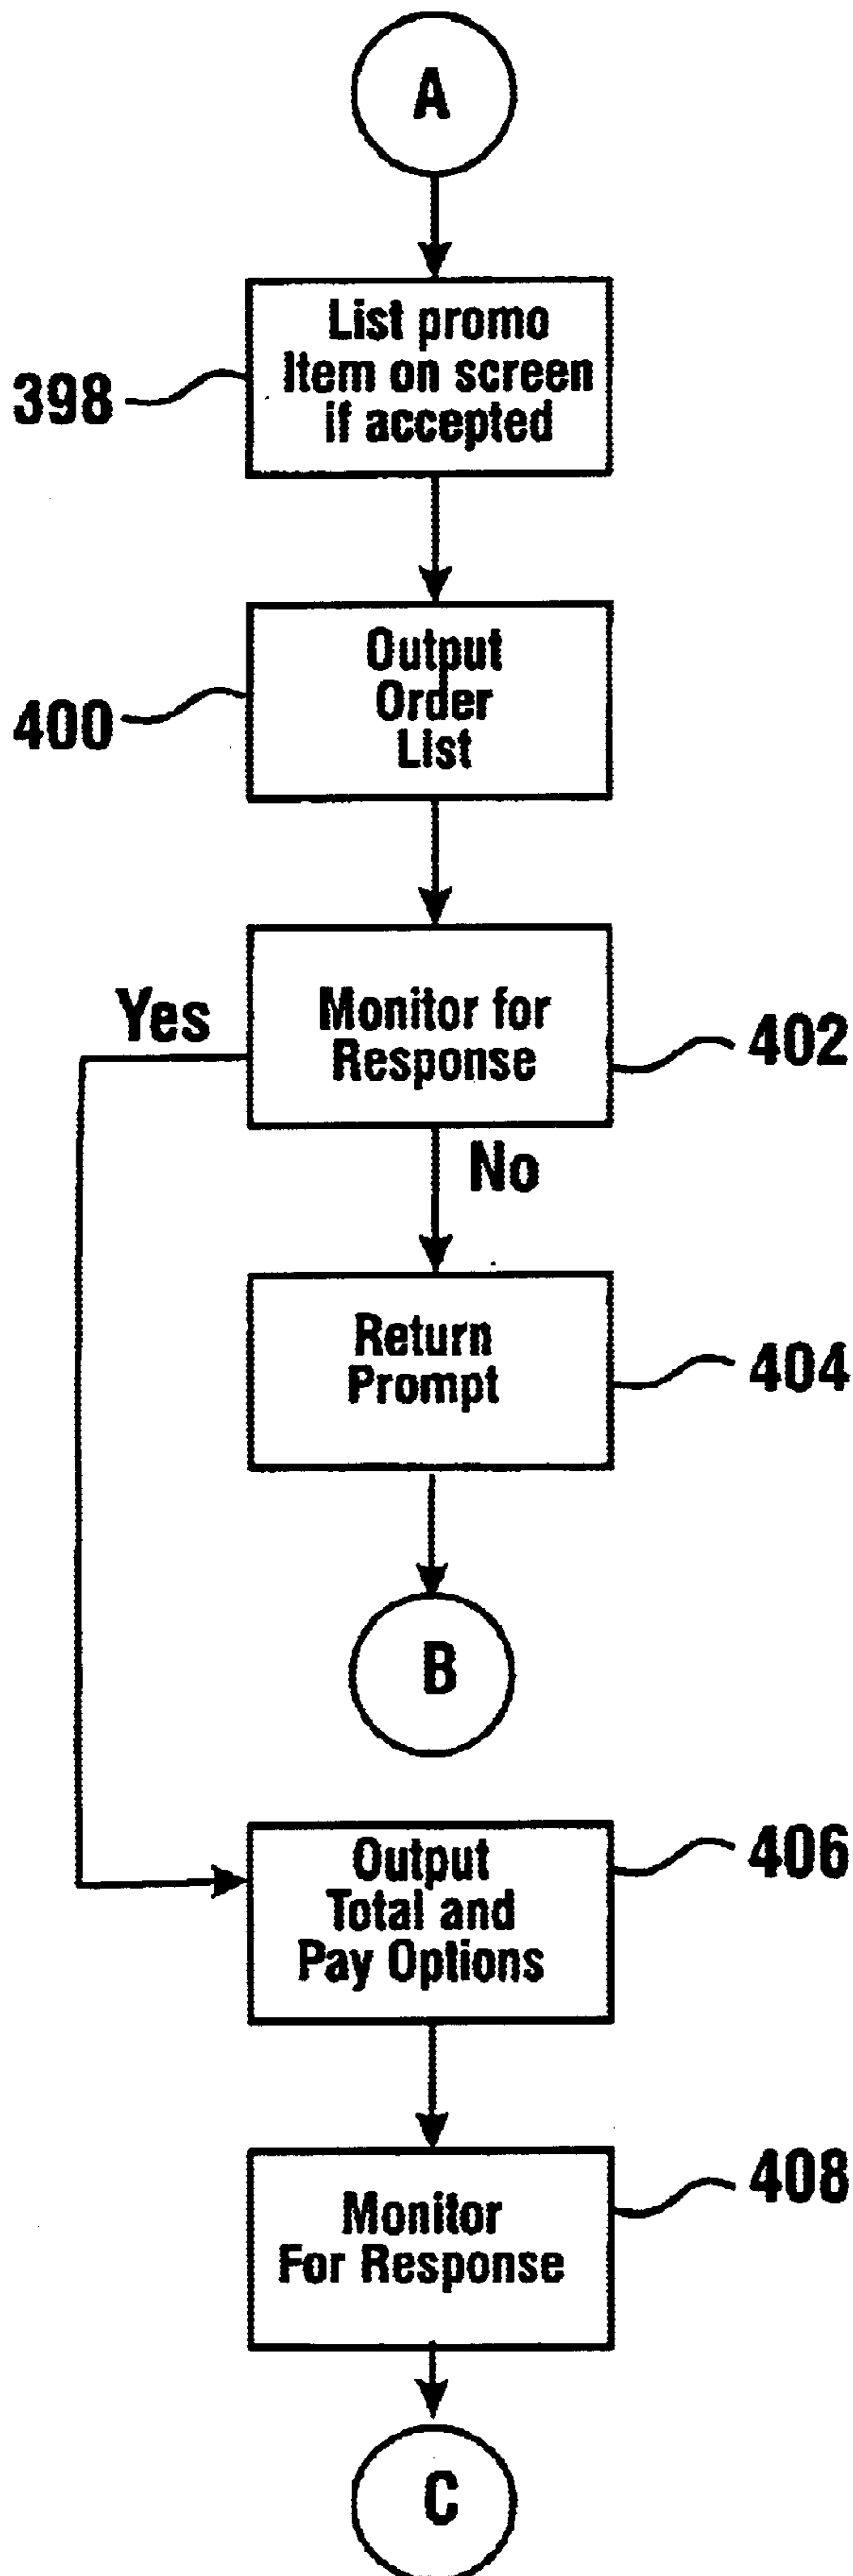 A
List promo
Item on screen
if accepted
398
Output
Order
List
400
Yes
Monitor for
Response
402
No
Return
Prompt
404
B
Output
Total and
Pay Options
406
Monitor
For Response
408
C